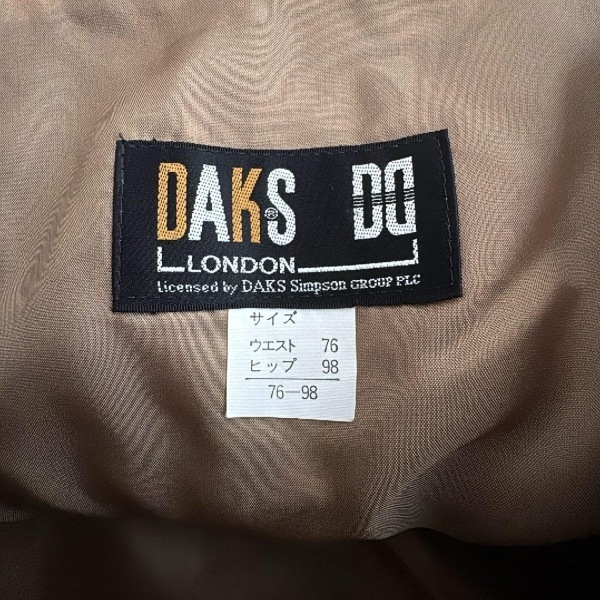 DAKS® DD
LONDON
Licensed by DAKS Simpson GROUP PLC
サイズ
ウエスト 76
ヒップ 98
76—98